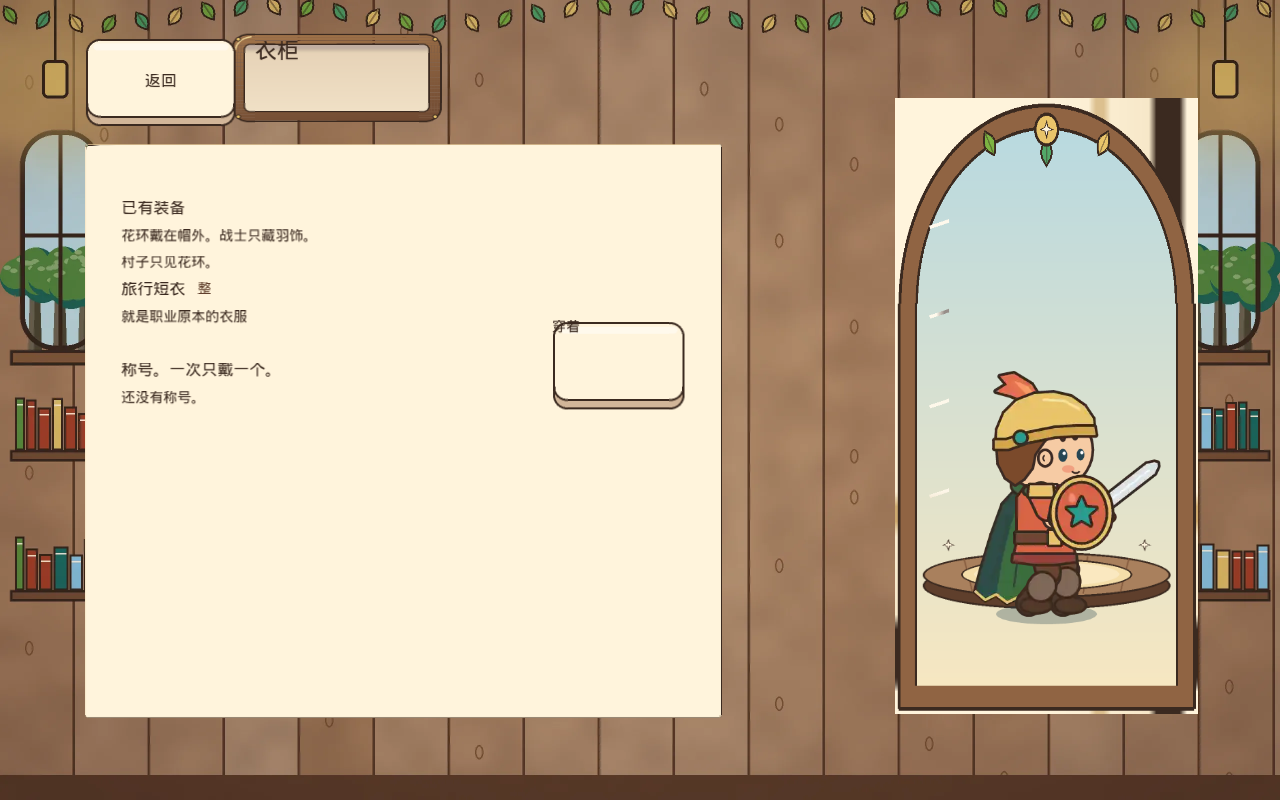 返回
衣柜
已有装备
花环戴在帽外。战士只藏羽饰。
村子只见花环。
旅行短衣 整
就是职业原本的衣服
穿着
称号。一次只戴一个。
还没有称号。